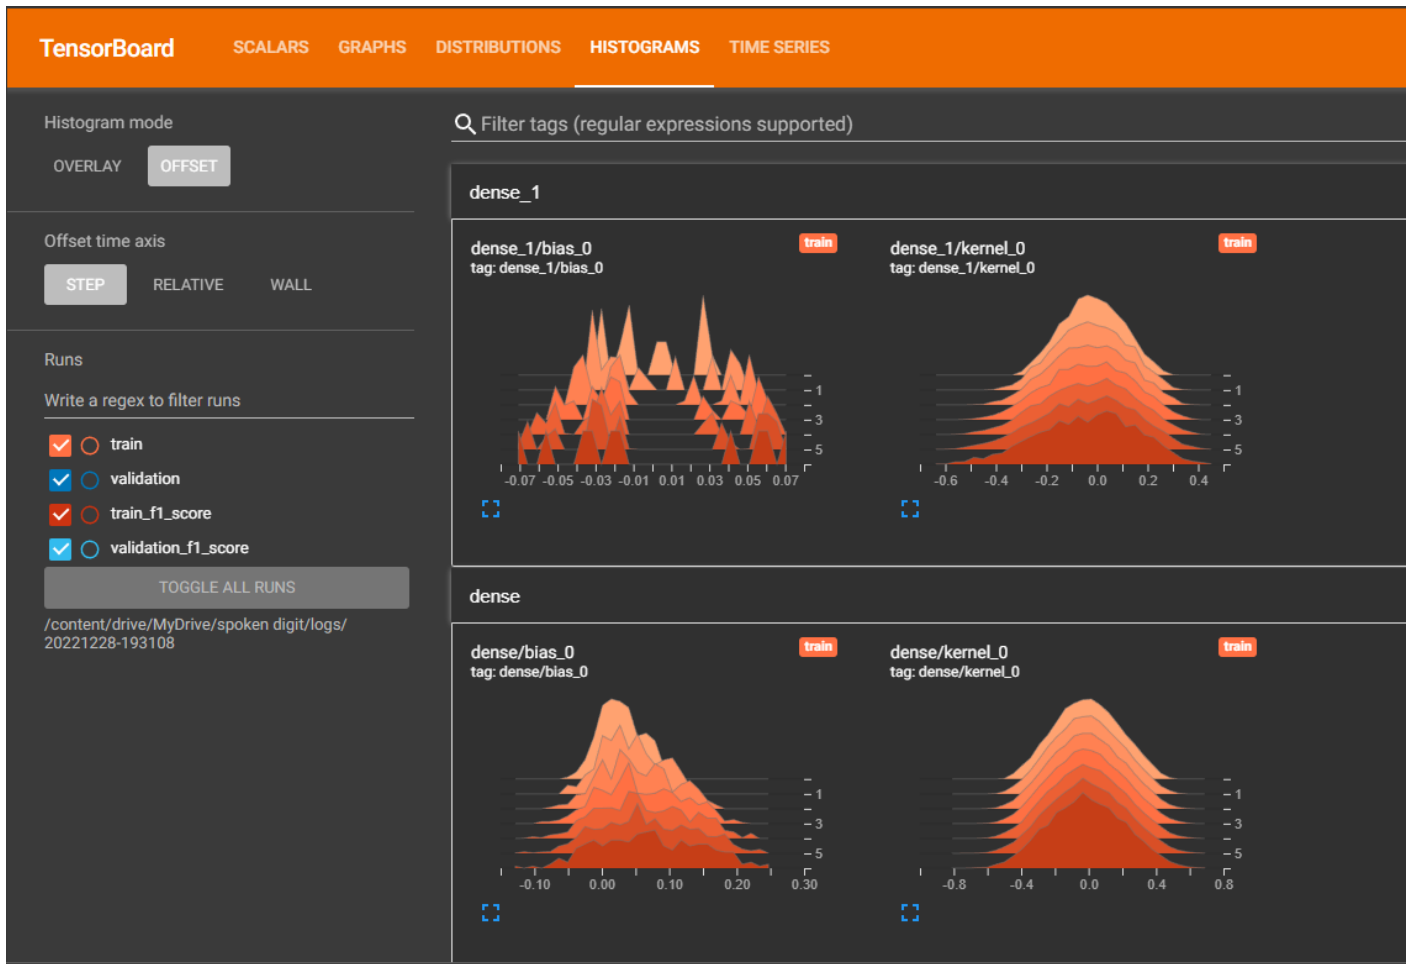 TensorBoard SCALARS GRAPHS DISTRIBUTIONS HISTOGRAMS TIME SERIES
Histogram mode
OVERLAY OFFSET
Offset time axis
STEP RELATIVE WALL
Runs
Write a regex to filter runs
train
validation
train_f1_score
validation_f1_score
TOGGLE ALL RUNS
/content/drive/MyDrive/spoken digit/logs/
20221228-193108
Filter tags (regular expressions supported)
dense_1
dense_1/bias_0 train
tag: dense_1/bias_0
1
3
5
-0.07 -0.05 -0.03 -0.01 0.01 0.03 0.05 0.07
dense_1/kernel_0 train
tag: dense_1/kernel_0
1
3
5
-0.6 -0.4 -0.2 0.0 0.2 0.4
dense
dense/bias_0 train
tag: dense/bias_0
1
3
5
-0.10 0.00 0.10 0.20 0.30
dense/kernel_0 train
tag: dense/kernel_0
1
3
5
-0.8 -0.4 0.0 0.4 0.8